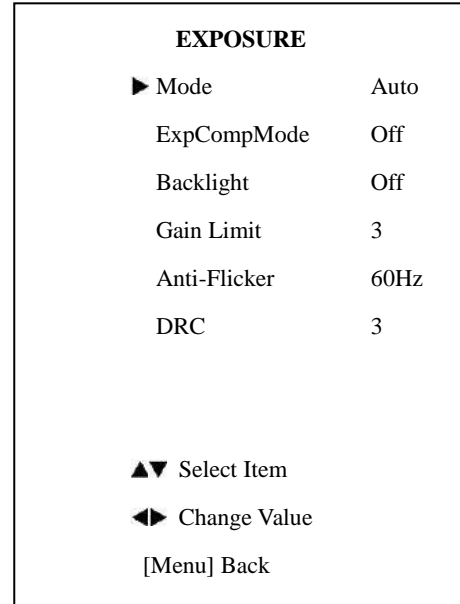 EXPOSURE
▶ Mode Auto
ExpCompMode Off
Backlight Off
Gain Limit 3
Anti-Flicker 60Hz
DRC 3
▲▼ Select Item
◀▶ Change Value
[Menu] Back